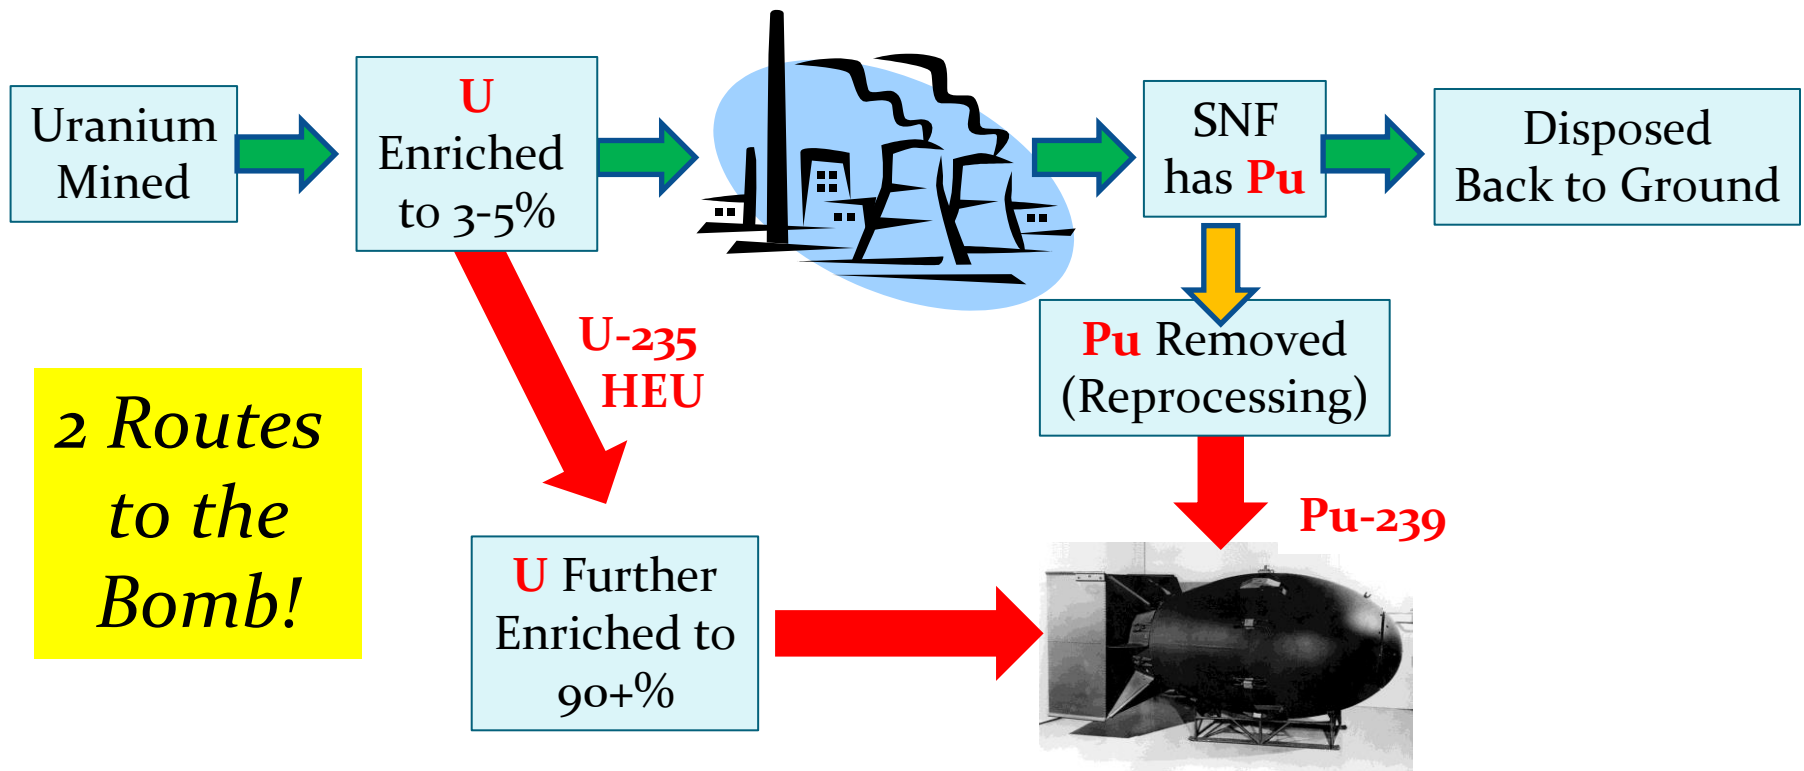 Uranium
Mined
U
Enriched
to 3-5%
SNF
has Pu
Disposed
Back to Ground
U-235
HEU
Pu Removed
(Reprocessing)
2 Routes
to the
Bomb!
Pu-239
U Further
Enriched to
90+%